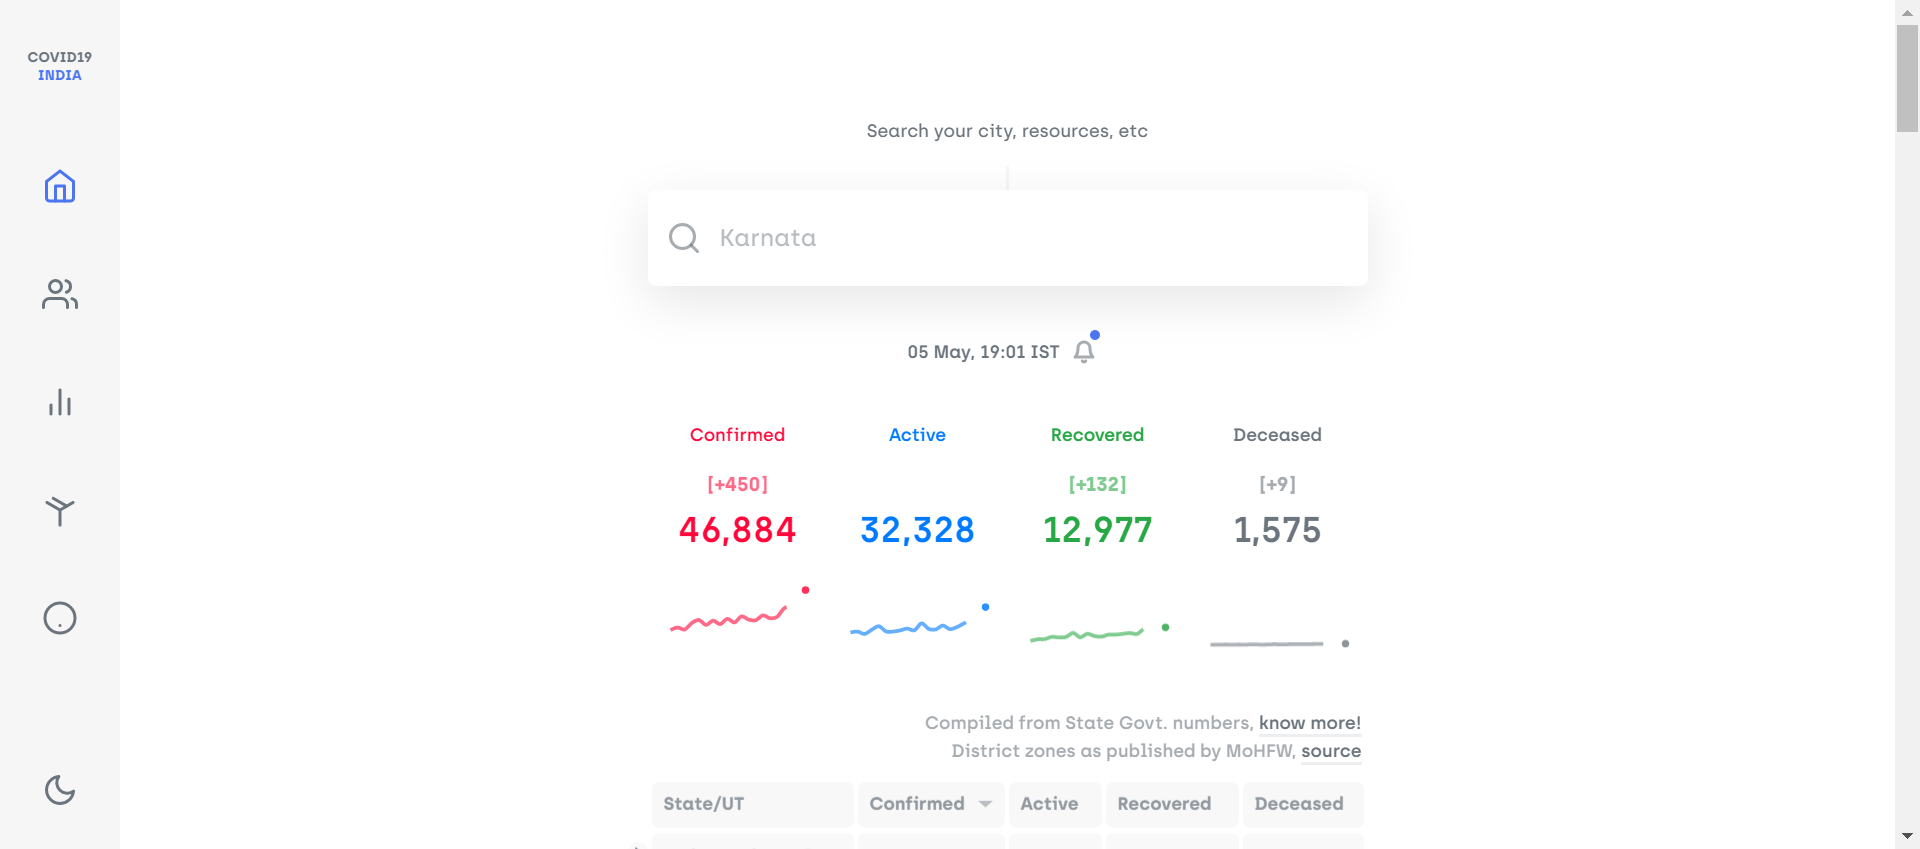 COVID19
INDIA
Search your city, resources, etc
Karnata
05 May, 19:01 IST
Confirmed Active Recovered Deceased
[+450] [+132] [+9]
46,884 32,328 12,977 1,575
Compiled from State Govt. numbers, know more!
District zones as published by MoHFW, source
State/UT Confirmed Active Recovered Deceased